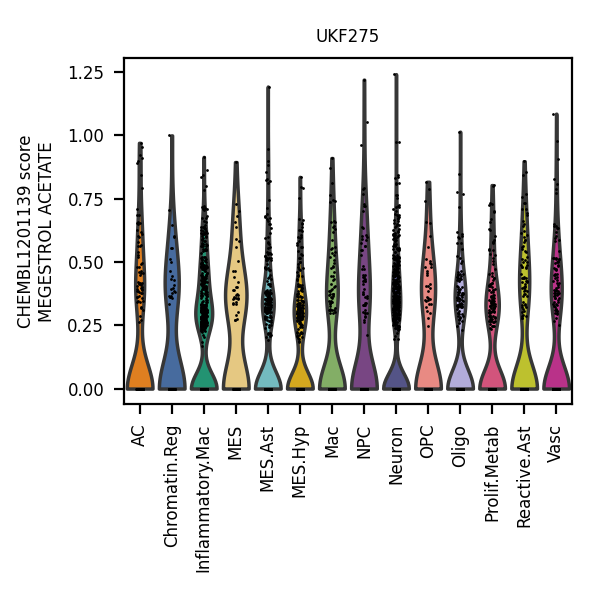 UKF275
CHEMBL1201139 score
MEGESTROL ACETATE
1.25
1.00
0.75
0.50
0.25
0.00
AC
Chromatin.Reg
Inflammatory.Mac
MES
MES.Ast
MES.Hyp
Mac
NPC
Neuron
OPC
Oligo
Prolif.Metab
Reactive.Ast
Vasc